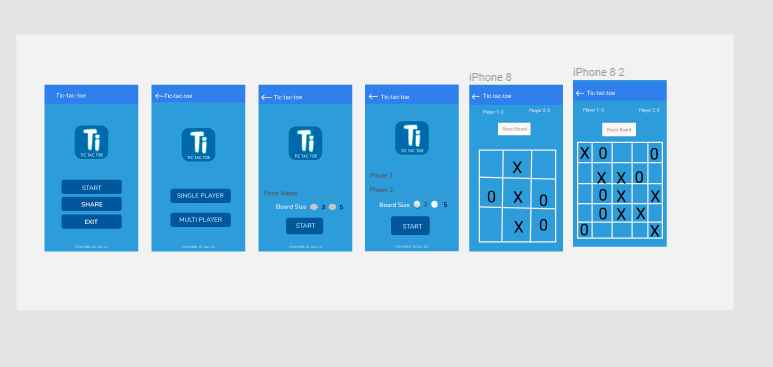 Tic-tac-toe
Ti
TIC TAC TOE
START
SHARE
EXIT
Tic-tac-toe
Ti
TIC TAC TOE
SINGLE PLAYER
MULTI PLAYER
Tic-tac-toe
Ti
TIC TAC TOE
Enter Name
Board Size 3 5
START
Tic-tac-toe
Ti
TIC TAC TOE
Player 1
Player 2
Board Size 3 5
START
iPhone 8
Tic-tac-toe
Player 1: 0 Player 2: 0
Reset Board
X
0 X 0
X 0
iPhone 8 2
Tic-tac-toe
Player 1: 0 Player 2: 0
Reset Board
X 0 0
X X 0
0 X X
0 X X
0 X